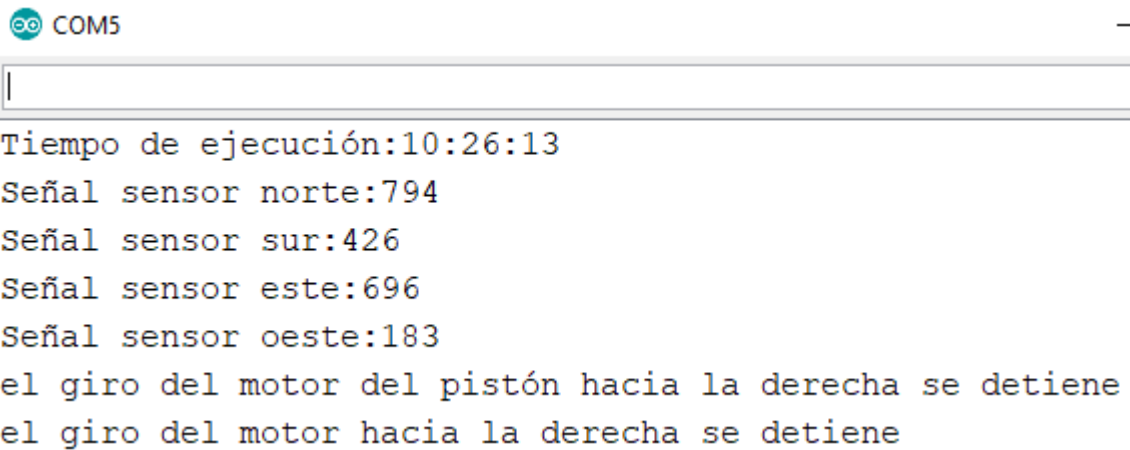 COM5
Tiempo de ejecución:10:26:13
Señal sensor norte:794
Señal sensor sur:426
Señal sensor este:696
Señal sensor oeste:183
el giro del motor del pistón hacia la derecha se detiene
el giro del motor hacia la derecha se detiene